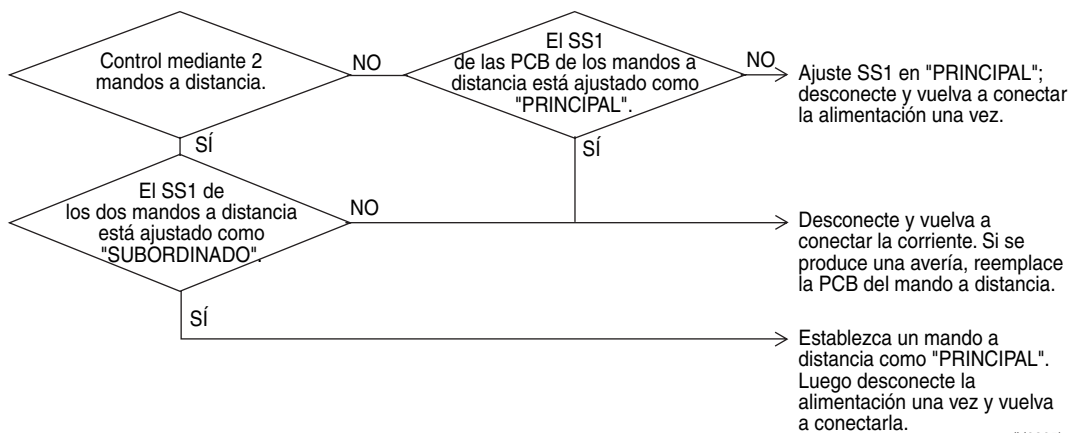 Control mediante 2
mandos a distancia.
NO
El SS1
de las PCB de los mandos a
distancia está ajustado como
"PRINCIPAL".
NO
Ajuste SS1 en "PRINCIPAL";
desconecte y vuelva a conectar
la alimentación una vez.
SÍ
SÍ
El SS1 de
los dos mandos a distancia
está ajustado como
"SUBORDINADO".
NO
Desconecte y vuelva a
conectar la corriente. Si se
produce una avería, reemplace
la PCB del mando a distancia.
SÍ
Establezca un mando a
distancia como "PRINCIPAL".
Luego desconecte la
alimentación una vez y vuelva
a conectarla.